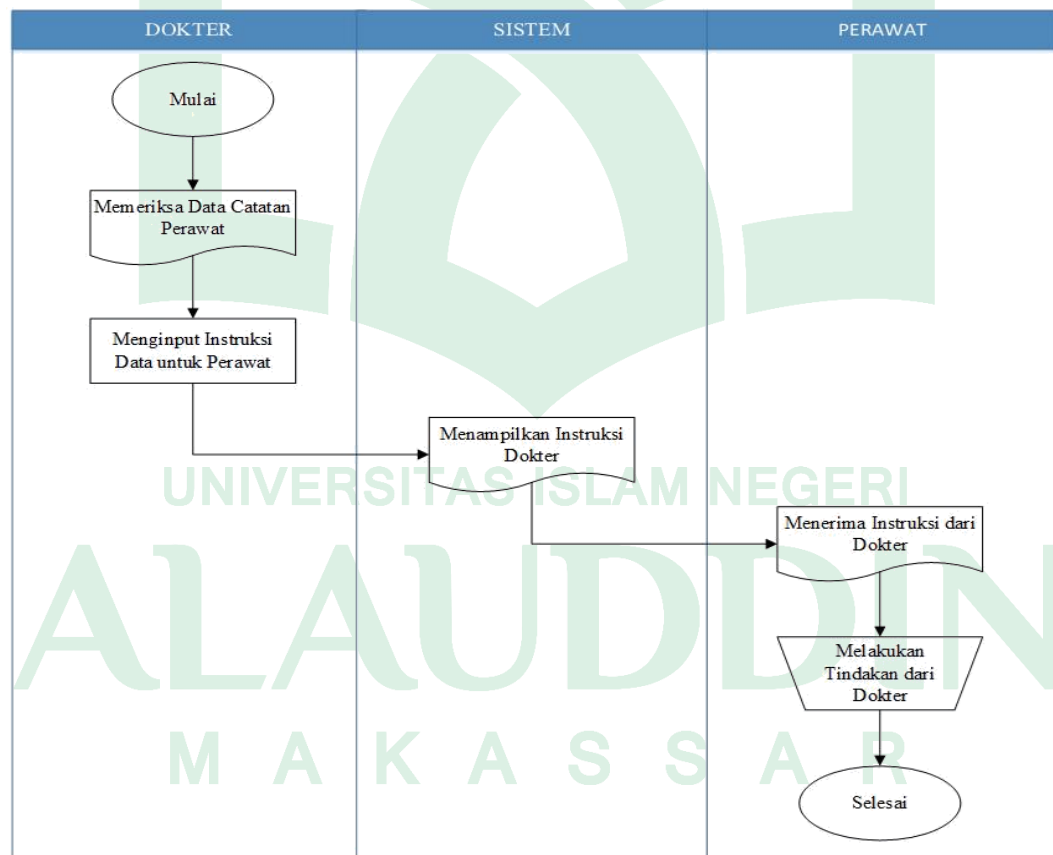 DOKTER
SISTEM
PERAWAT
Mulai
Memeriksa Data Catatan
Perawat
Menginput Instruksi
Data untuk Perawat
Menampilkan Instruksi
Dokter
UNIVERSITAS ISLAM NEGERI
Menerima Instruksi dari
Dokter
ALAUDDIN
Melakukan
Tindakan dari
Dokter
MAKASSAR
Selesai